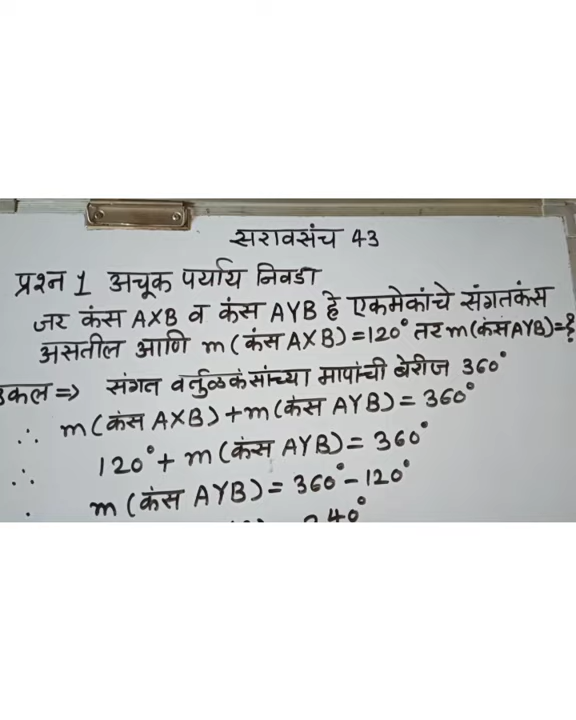 सरावसंच 43
प्रश्न 1 अचूक पर्याय निवडा
जर कंस AXB व कंस AYB हे एकमेकांचे संगतकंस
असतील आणि m(कंस AXB)=120° तर m(कंस AYB)=?
उकल ⇒ संगत वर्तुळकंसांच्या मापांची बेरीज 360°
∴ m(कंस AXB)+m(कंस AYB)=360°
∴ 120°+m(कंस AYB)=360°
m(कंस AYB)=360°-120°
240°